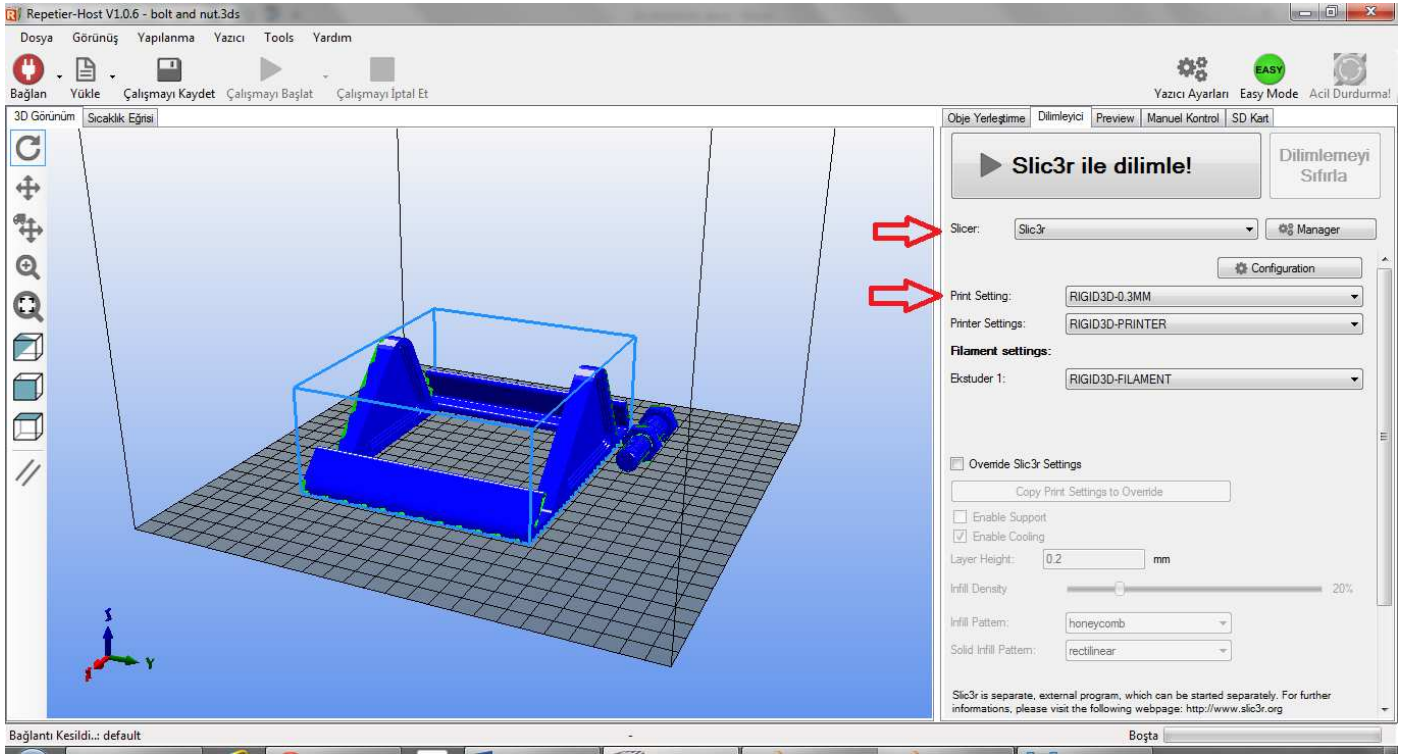 Repetier-Host V1.0.6 - bolt and nut.3ds
Dosya Görünüş Yapılanma Yazıcı Tools Yardım
Bağlan Yükle Çalışmayı Kaydet Çalışmayı Başlat Çalışmayı İptal Et
EASY
Yazıcı Ayarları Easy Mode Acil Durdurma!
3D Görünüm Sıcaklık Eğrisi
Obje Yerleştirme Dilimleyici Preview Manuel Kontrol SD Kart
Slic3r ile dilimle!
Dilimlemeyi
Sıfırla
Slicer: Slic3r Manager
Configuration
Print Setting: RIGID3D-0.3MM
Printer Settings: RIGID3D-PRINTER
Filament settings:
Ekstuder 1: RIGID3D-FILAMENT
Override Slic3r Settings
Copy Print Settings to Override
Enable Support
Enable Cooling
Layer Height: 0.2 mm
Infill Density 20%
Infill Pattern: honeycomb
Solid Infill Pattern: rectilinear
Slic3r is separate, external program, which can be started separately. For further
informations, please visit the following webpage: http://www.slic3r.org
Y
Bağlantı Kesildi..: default - Boşta